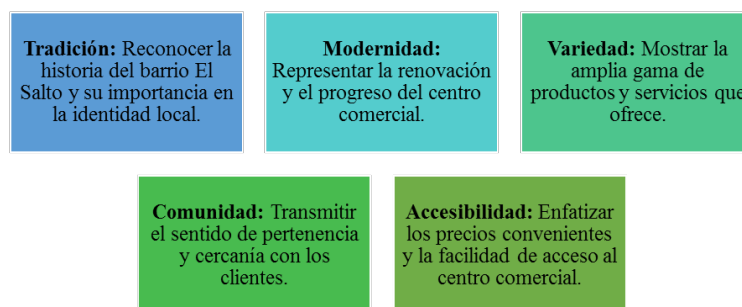 Tradición: Reconocer la
historia del barrio El
Salto y su importancia en
la identidad local.
Modernidad:
Representar la renovación
y el progreso del centro
comercial.
Variedad: Mostrar la
amplia gama de
productos y servicios que
ofrece.
Comunidad: Transmitir
el sentido de pertenencia
y cercanía con los
clientes.
Accesibilidad: Enfatizar
los precios convenientes
y la facilidad de acceso al
centro comercial.